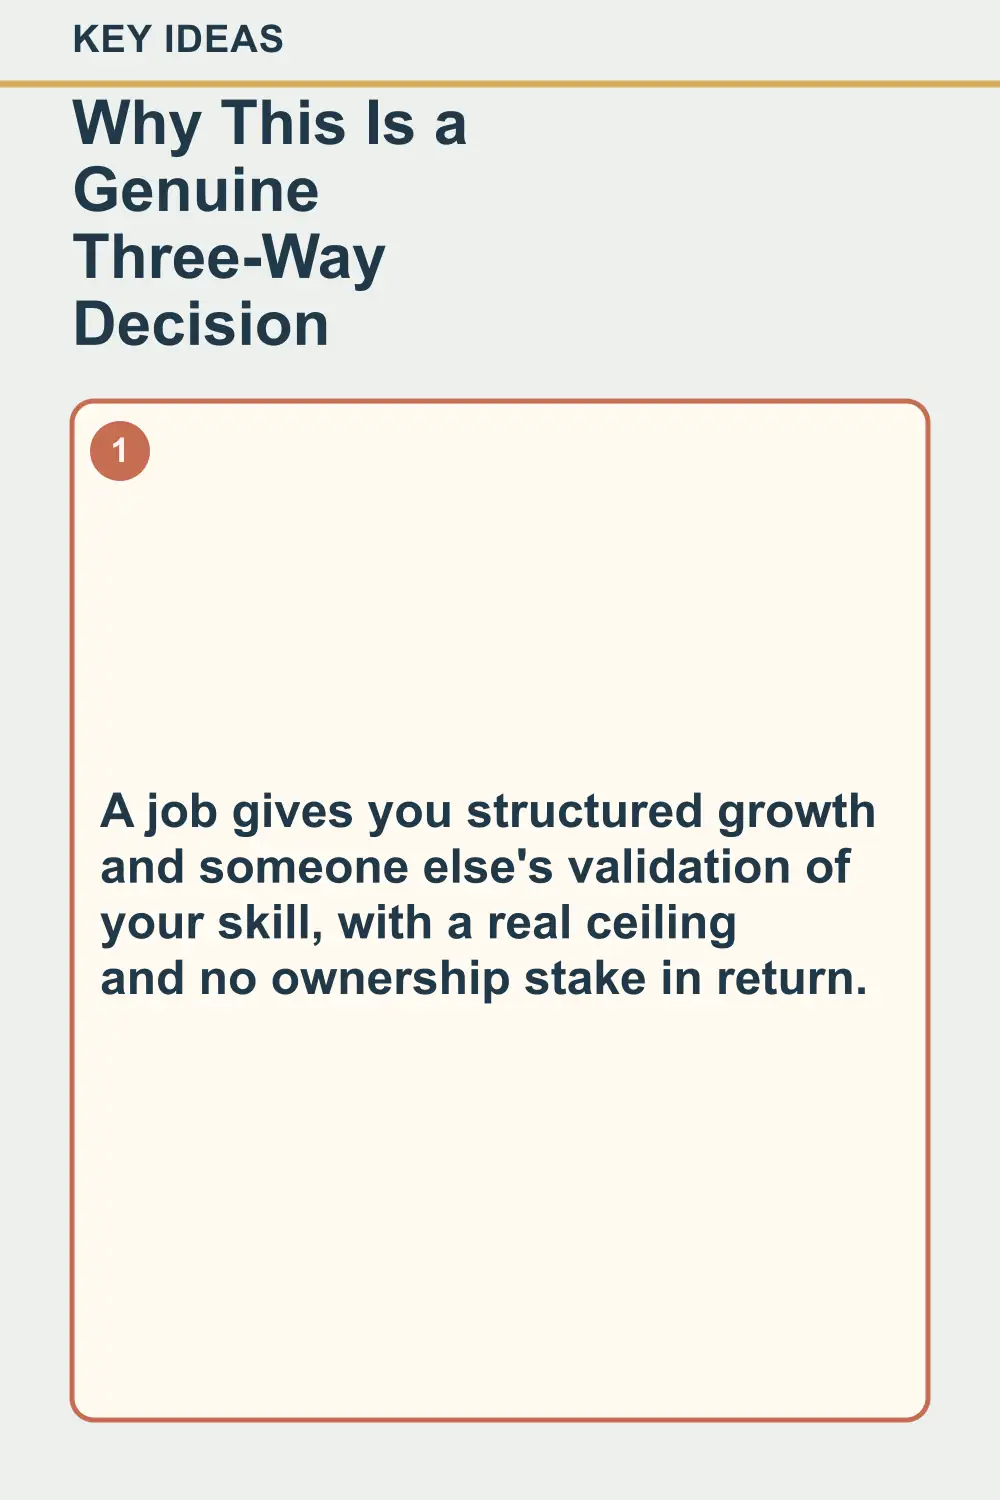 KEY IDEAS
Why This Is a
Genuine
Three-Way
Decision
1
A job gives you structured growth
and someone else's validation of
your skill, with a real ceiling
and no ownership stake in return.